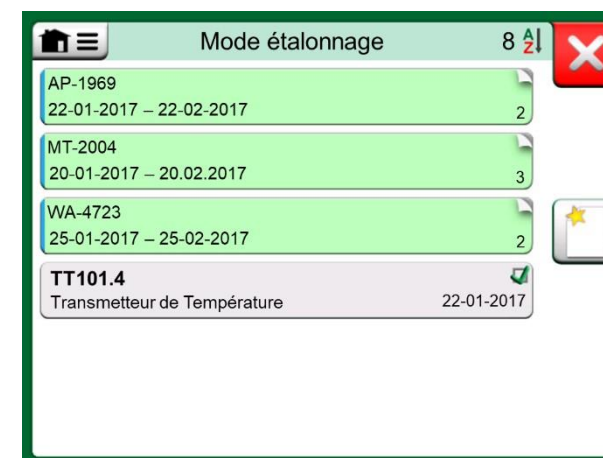 Mode étalonnage 8 AZ
AP-1969
22-01-2017 – 22-02-2017
2
MT-2004
20-01-2017 – 20.02.2017
3
WA-4723
25-01-2017 – 25-02-2017
2
TT101.4
Transmetteur de Température 22-01-2017